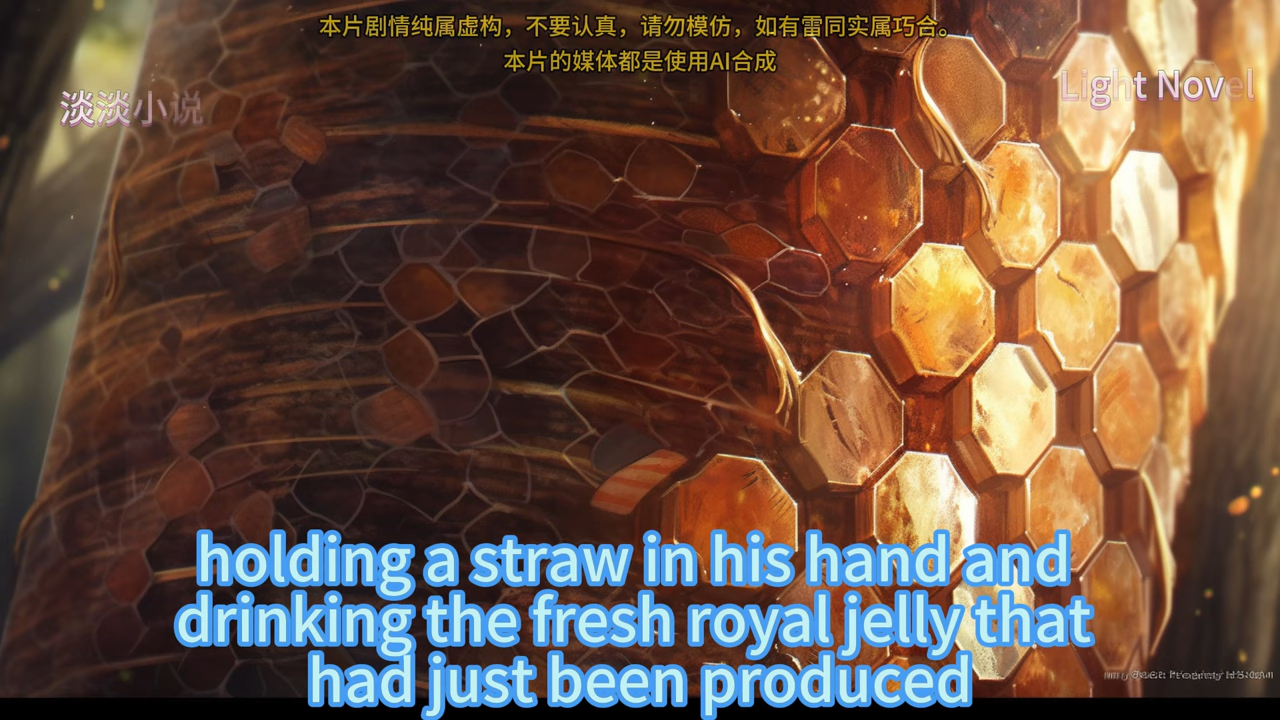 本片剧情纯属虚构，不要认真，请勿模仿，如有雷同实属巧合。
本片的媒体都是使用AI合成
淡淡小说
Light Novel
holding a straw in his hand and
drinking the fresh royal jelly that
had just been produced